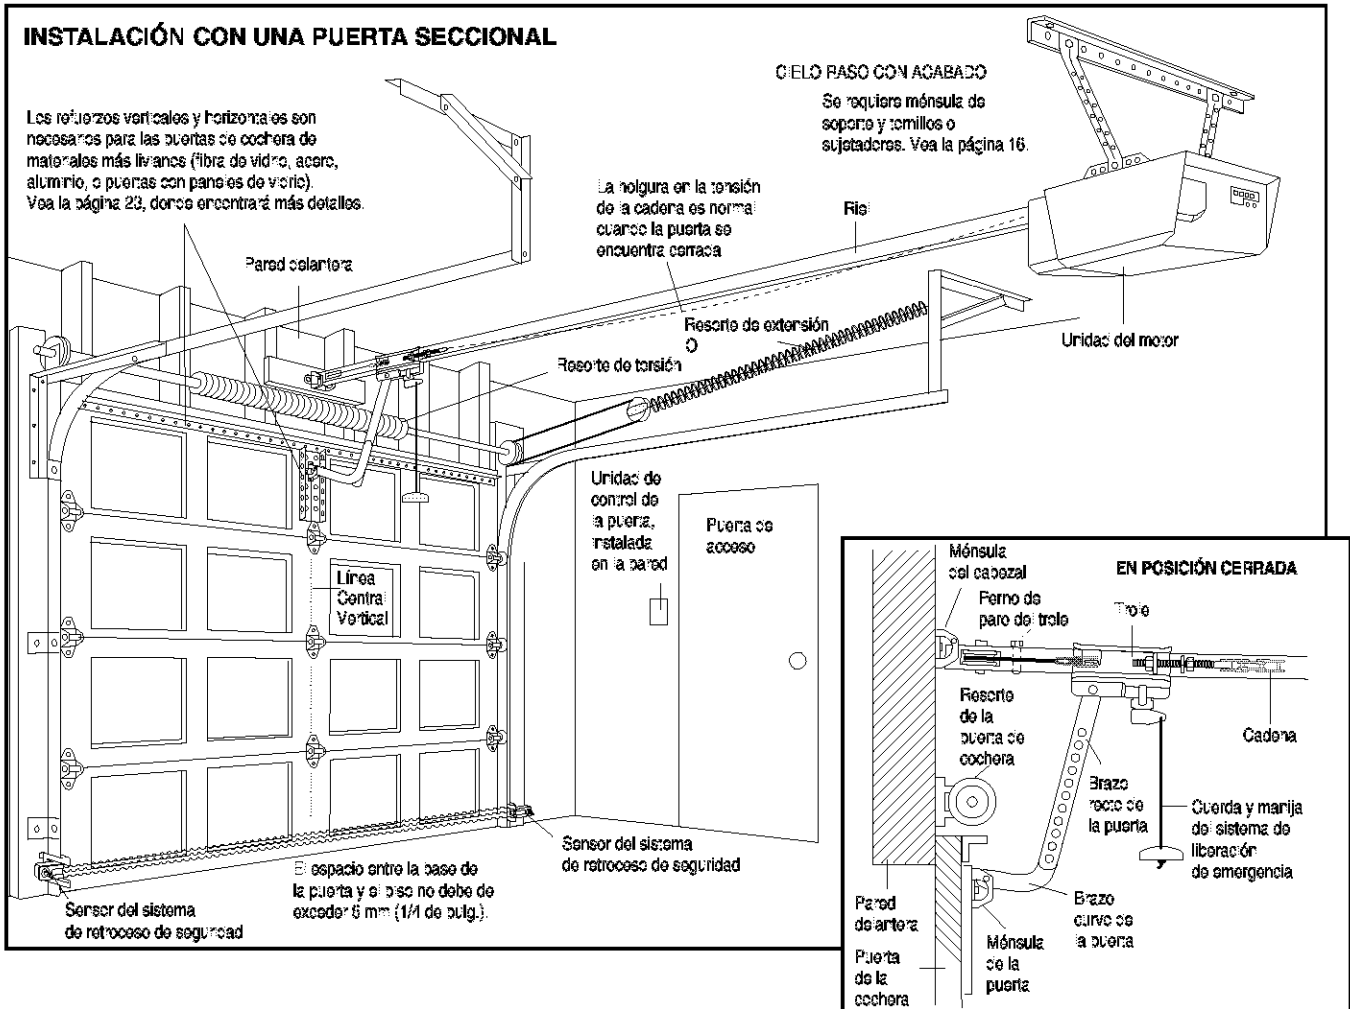 INSTALACIÓN CON UNA PUERTA SECCIONAL
Los refuerzos verticales y horizontales son
necesarios para las puertas de cochera de
materiales más livianos (fibra de vidrio, acero,
aluminio, o puertas con paneles de vidrio).
Vea la página 23, donde encontrará más detalles.
CIELO RASO CON ACABADO
Se requiere ménsula de
soporte y tornillos o
sujetadores. Vea la página 16.
La holgura en la tensión
de la cadena es normal
cuando la puerta se
encuentra cerrada
Riel
Pared delantera
Resorte de extensión
O
Resorte de torsión
Unidad del motor
Unidad de
control de
la puerta,
instalada
en la pared
Puerta de
acceso
Línea
Central
Vertical
Sensor del sistema
de retroceso de seguridad
El espacio entre la base de
la puerta y el piso no debe de
exceder 6 mm (1/4 de pulg.).
Sensor del sistema
de retroceso de seguridad
EN POSICIÓN CERRADA
Ménsula
del cabezal
Perno de
paro del trole
Trole
Resorte
de la
puerta de
cochera
Cadena
Brazo
recto de
la puerta
Cuerda y manija
del sistema de
liberación
de emergencia
Pared
delantera
Brazo
curvo de
la puerta
Ménsula
de la
puerta
Puerta
de la
cochera